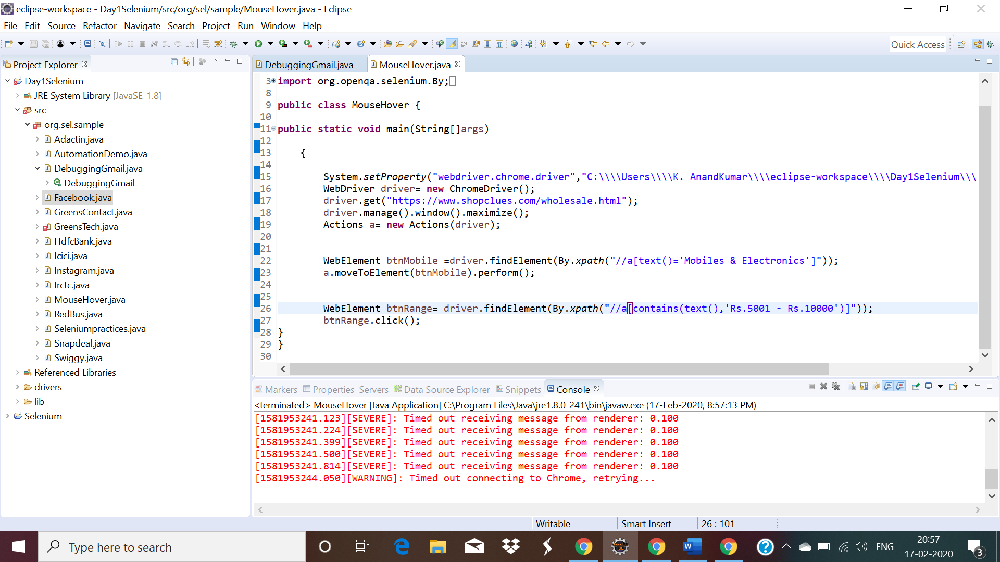 eclipse-workspace - Day1Selenium/src/org/sel/sample/MouseHover.java - Eclipse
File Edit Source Refactor Navigate Search Project Run Window Help
Quick Access
Project Explorer
Day1Selenium
JRE System Library [JavaSE-1.8]
src
org.sel.sample
Adactin.java
AutomationDemo.java
DebuggingGmail.java
DebuggingGmail
Facebook.java
GreensContact.java
GreensTech.java
HdfcBank.java
Icici.java
Instagram.java
Irctc.java
MouseHover.java
RedBus.java
Seleniumpractices.java
Snapdeal.java
Swiggy.java
Referenced Libraries
drivers
lib
Selenium
DebuggingGmail.java MouseHover.java
3 import org.openqa.selenium.By;
8
9 public class MouseHover {
10
11 public static void main(String[]args)
12
13 {
14
15 System.setProperty("webdriver.chrome.driver","C:\\\\Users\\\\K. AnandKumar\\\\eclipse-workspace\\\\Day1Selenium\\\
16 WebDriver driver= new ChromeDriver();
17 driver.get("https://www.shopclues.com/wholesale.html");
18 driver.manage().window().maximize();
19 Actions a= new Actions(driver);
20
21
22 WebElement btnMobile =driver.findElement(By.xpath("//a[text()='Mobiles & Electronics']"));
23 a.moveToElement(btnMobile).perform();
24
25
26 WebElement btnRange= driver.findElement(By.xpath("//a[contains(text(),'Rs.5001 - Rs.10000')]"));
27 btnRange.click();
28 }
29 }
30
Markers Properties Servers Data Source Explorer Snippets Console
<terminated> MouseHover [Java Application] C:\Program Files\Java\jre1.8.0_241\bin\javaw.exe (17-Feb-2020, 8:57:13 PM)
[1581953241.123][SEVERE]: Timed out receiving message from renderer: 0.100
[1581953241.224][SEVERE]: Timed out receiving message from renderer: 0.100
[1581953241.399][SEVERE]: Timed out receiving message from renderer: 0.100
[1581953241.500][SEVERE]: Timed out receiving message from renderer: 0.100
[1581953241.814][SEVERE]: Timed out receiving message from renderer: 0.100
[1581953244.050][WARNING]: Timed out connecting to Chrome, retrying...
Writable Smart Insert 26 : 101
Type here to search
ENG
20:57
17-02-2020
3